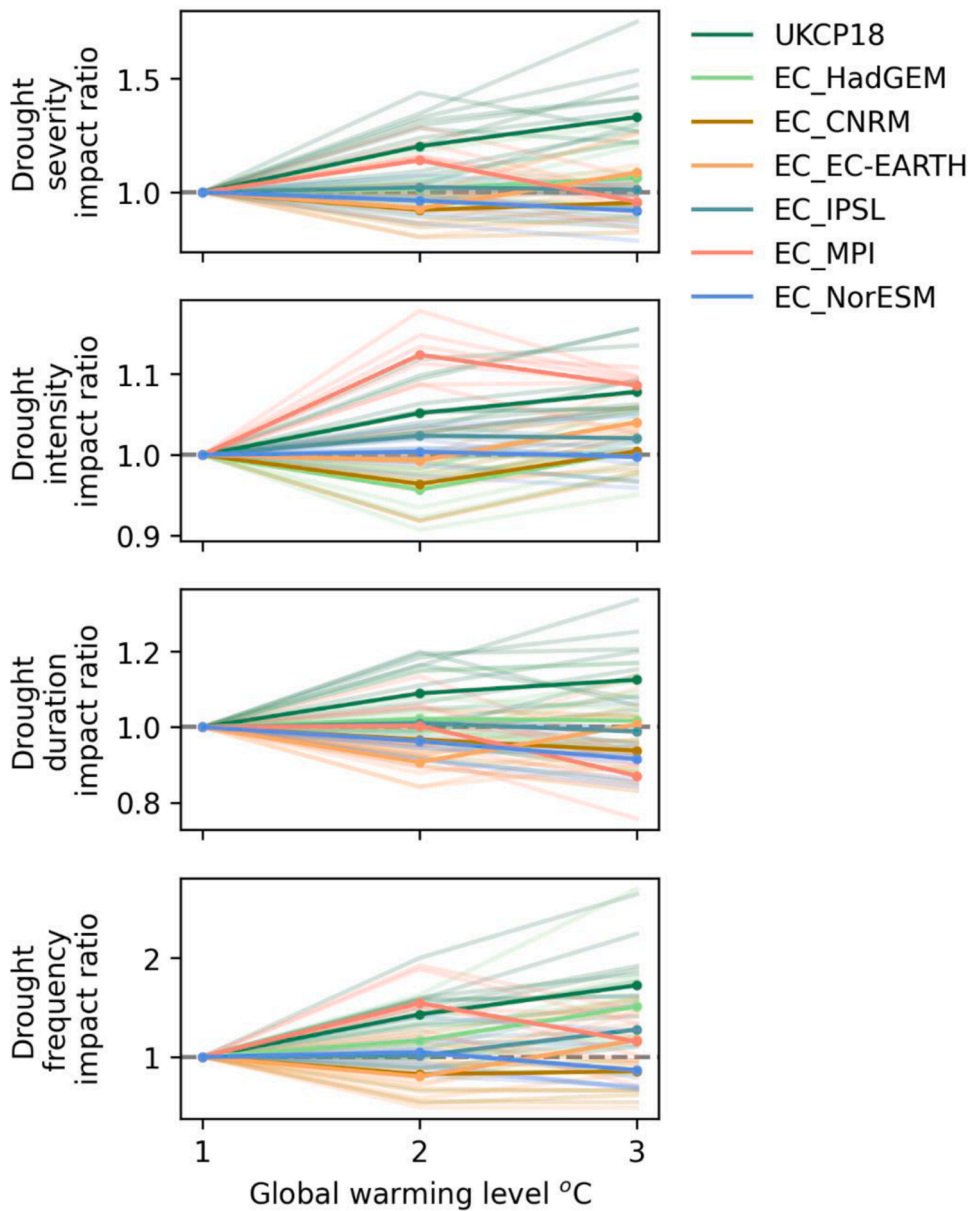 Drought
severity
impact ratio
1.5
1.0
UKCP18
EC_HadGEM
EC_CNRM
EC_EC-EARTH
EC_IPSL
EC_MPI
EC_NorESM
Drought
intensity
impact ratio
1.1
1.0
0.9
Drought
duration
impact ratio
1.2
1.0
0.8
Drought
frequency
impact ratio
2
1
1 2 3
Global warming level °C